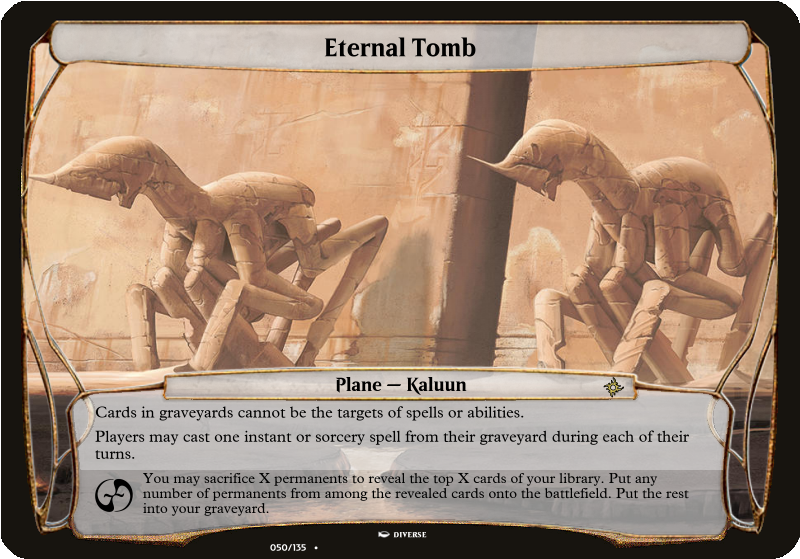 Eternal Tomb
Plane — Kaluun
Cards in graveyards cannot be the targets of spells or abilities.
Players may cast one instant or sorcery spell from their graveyard during each of their
turns.
You may sacrifice X permanents to reveal the top X cards of your library. Put any
number of permanents from among the revealed cards onto the battlefield. Put the rest
into your graveyard.
DIVERSE
050/135 •